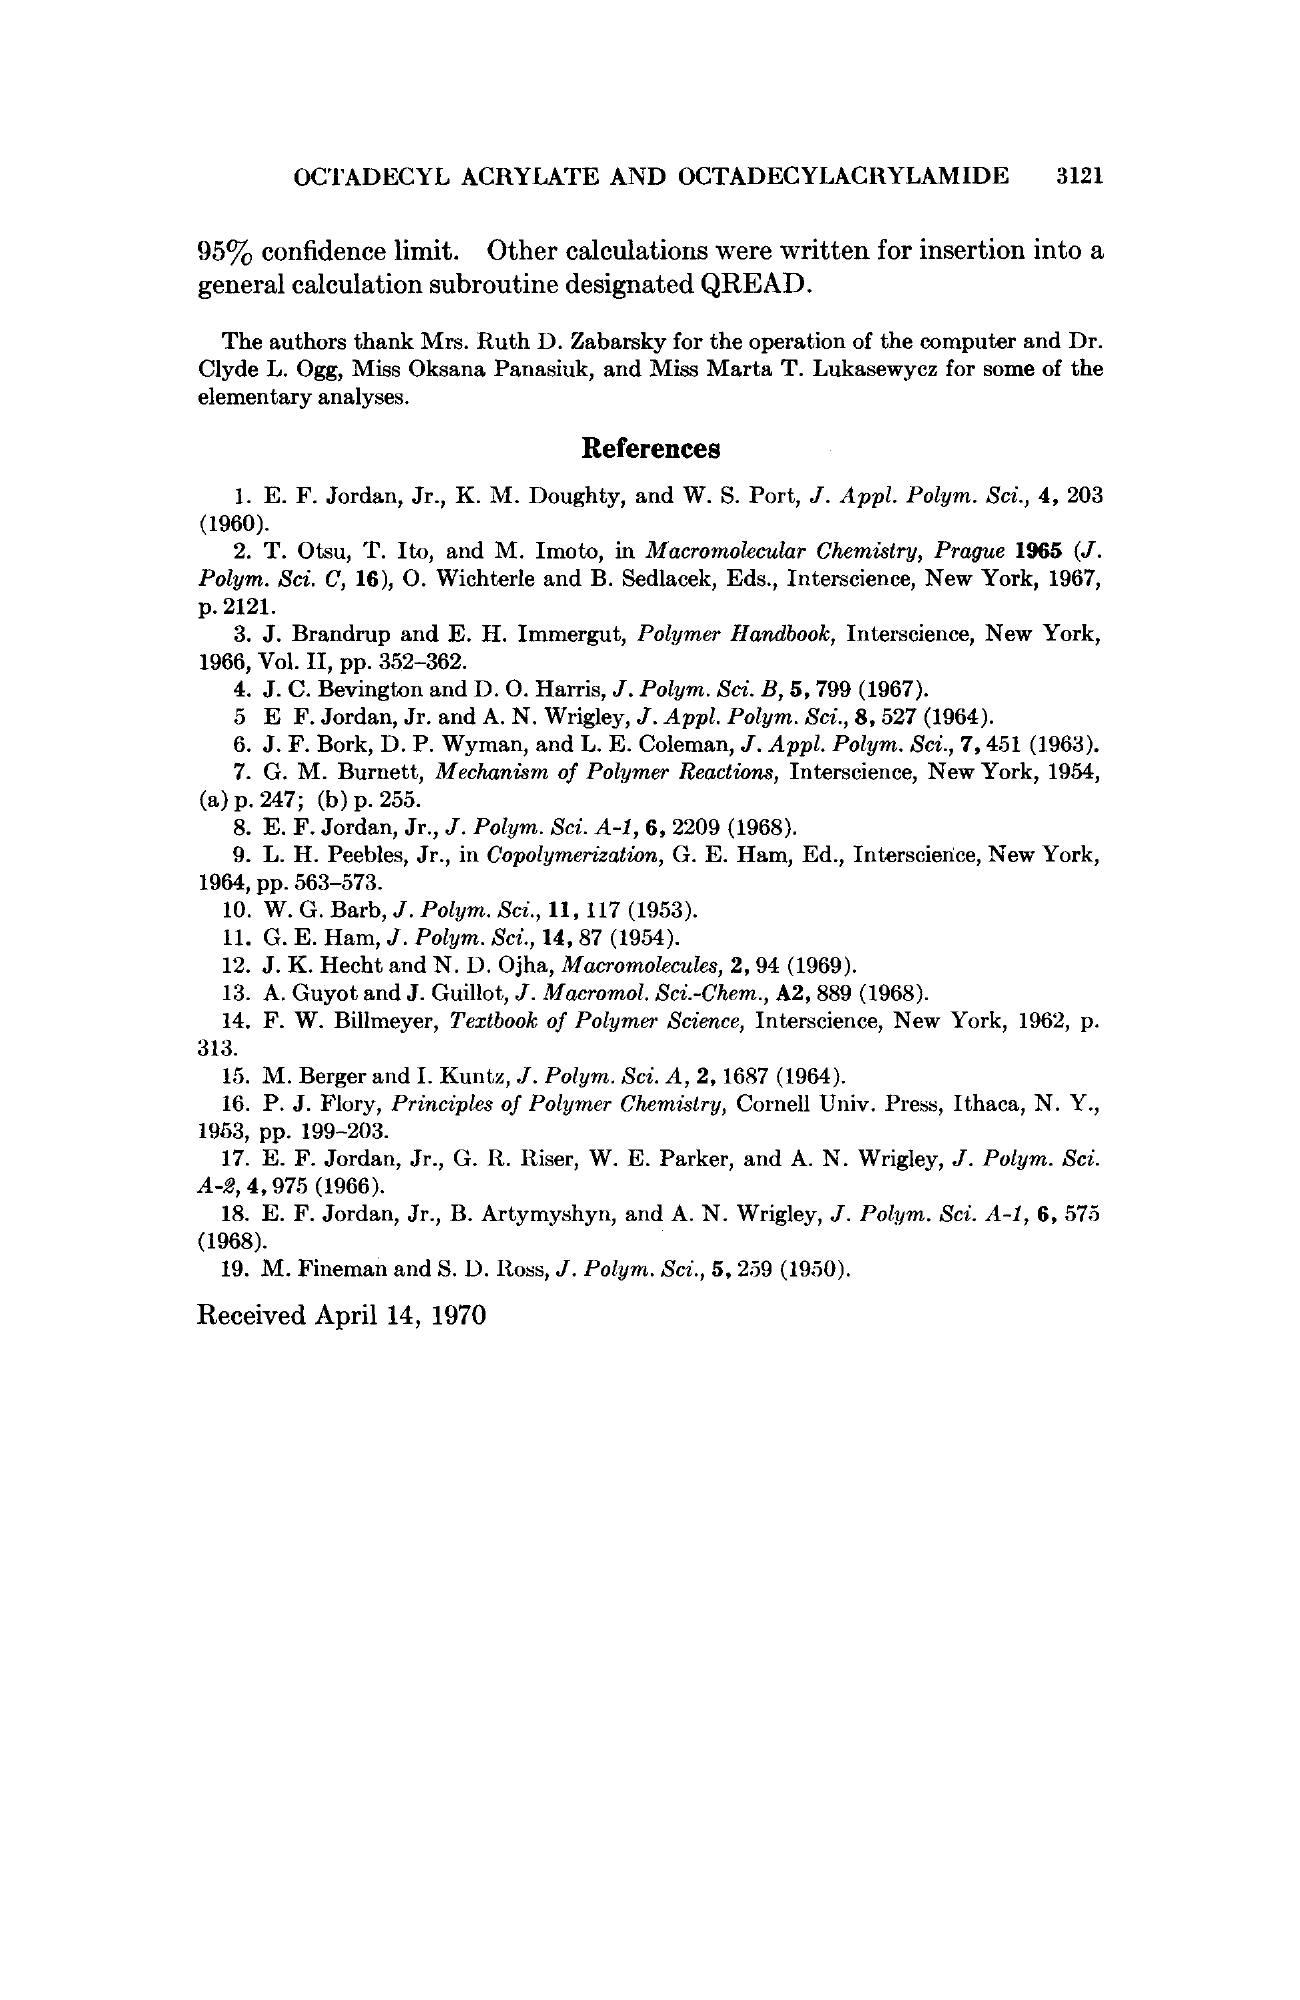 OCTADECYL ACRYLATE AND OCTADECYLACRYLAMIDE 3121
95% confidence limit. Other calculations were written for insertion into a
general calculation subroutine designated QREAD.
The authors thank Mrs. Ruth D. Zabarsky for the operation of the computer and Dr.
Clyde L. Ogg, Miss Oksana Panasiuk, and Miss Marta T. Lukasewycz for some of the
elementary analyses.
References
1. E. F. Jordan, Jr., K. M. Doughty, and W. S. Port, J. Appl. Polym. Sci., 4, 203
(1960).
2. T. Otsu, T. Ito, and M. Imoto, in Macromolecular Chemistry, Prague 1965 (J.
Polym. Sci. C, 16), O. Wichterle and B. Sedlacek, Eds., Interscience, New York, 1967,
p. 2121.
3. J. Brandrup and E. H. Immergut, Polymer Handbook, Interscience, New York,
1966, Vol. II, pp. 352–362.
4. J. C. Bevington and D. O. Harris, J. Polym. Sci. B, 5, 799 (1967).
5 E F. Jordan, Jr. and A. N. Wrigley, J. Appl. Polym. Sci., 8, 527 (1964).
6. J. F. Bork, D. P. Wyman, and L. E. Coleman, J. Appl. Polym. Sci., 7, 451 (1963).
7. G. M. Burnett, Mechanism of Polymer Reactions, Interscience, New York, 1954,
(a) p. 247; (b) p. 255.
8. E. F. Jordan, Jr., J. Polym. Sci. A-1, 6, 2209 (1968).
9. L. H. Peebles, Jr., in Copolymerization, G. E. Ham, Ed., Interscience, New York,
1964, pp. 563–573.
10. W. G. Barb, J. Polym. Sci., 11, 117 (1953).
11. G. E. Ham, J. Polym. Sci., 14, 87 (1954).
12. J. K. Hecht and N. D. Ojha, Macromolecules, 2, 94 (1969).
13. A. Guyot and J. Guillot, J. Macromol. Sci.-Chem., A2, 889 (1968).
14. F. W. Billmeyer, Textbook of Polymer Science, Interscience, New York, 1962, p.
313.
15. M. Berger and I. Kuntz, J. Polym. Sci. A, 2, 1687 (1964).
16. P. J. Flory, Principles of Polymer Chemistry, Cornell Univ. Press, Ithaca, N. Y.,
1953, pp. 199–203.
17. E. F. Jordan, Jr., G. R. Riser, W. E. Parker, and A. N. Wrigley, J. Polym. Sci.
A-2, 4, 975 (1966).
18. E. F. Jordan, Jr., B. Artymyshyn, and A. N. Wrigley, J. Polym. Sci. A-1, 6, 575
(1968).
19. M. Fineman and S. D. Ross, J. Polym. Sci., 5, 259 (1950).
Received April 14, 1970